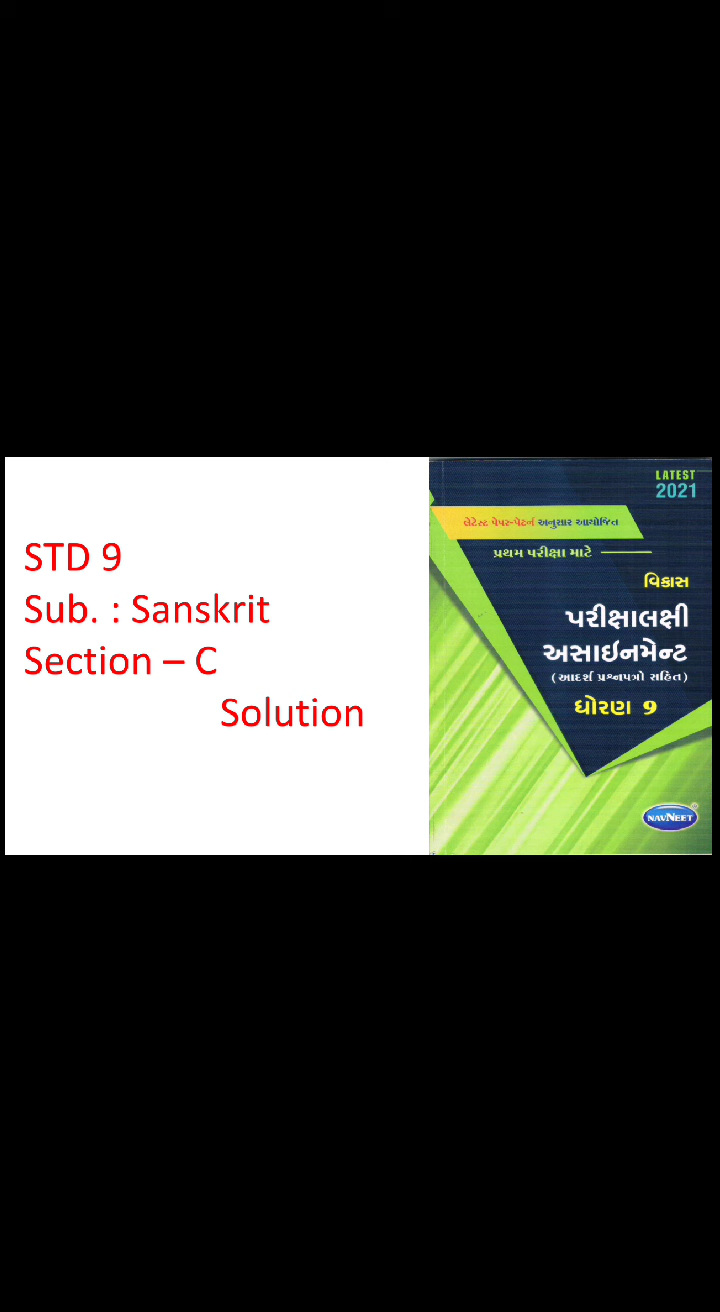 STD 9
Sub. : Sanskrit
Section – C
Solution
LATEST
2021
લેટેસ્ટ પેપર-પેટર્ન અનુસાર આયોજિત
પ્રથમ પરીક્ષા માટે
વિકાસ
પરીક્ષાલક્ષી
અસાઇનમેન્ટ
(આદર્શ પ્રશ્નપત્રો સહિત)
ધોરણ 9
NAVNEET